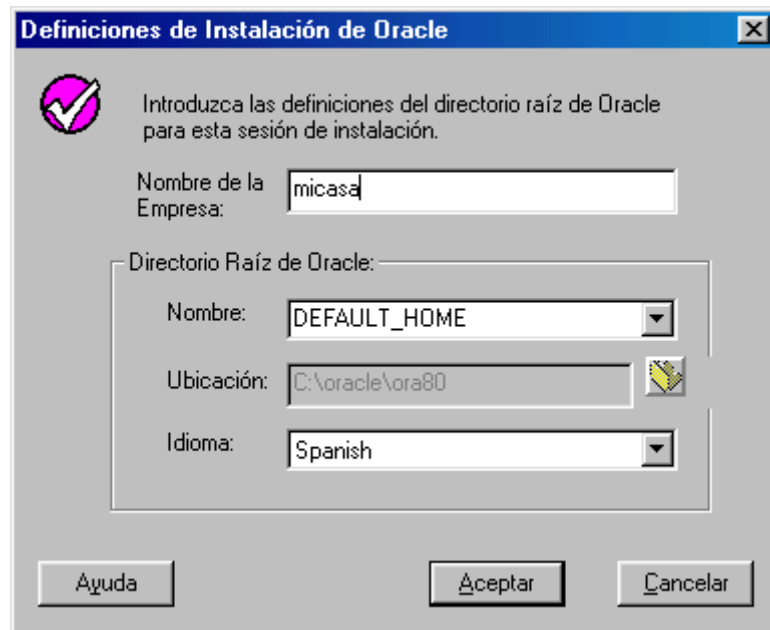 Definiciones de Instalación de Oracle
Introduzca las definiciones del directorio raíz de Oracle
para esta sesión de instalación.
Nombre de la
Empresa:
micasa
Directorio Raíz de Oracle:
Nombre:
DEFAULT_HOME
Ubicación:
C:\oracle\ora80
Idioma:
Spanish
Ayuda
Aceptar
Cancelar